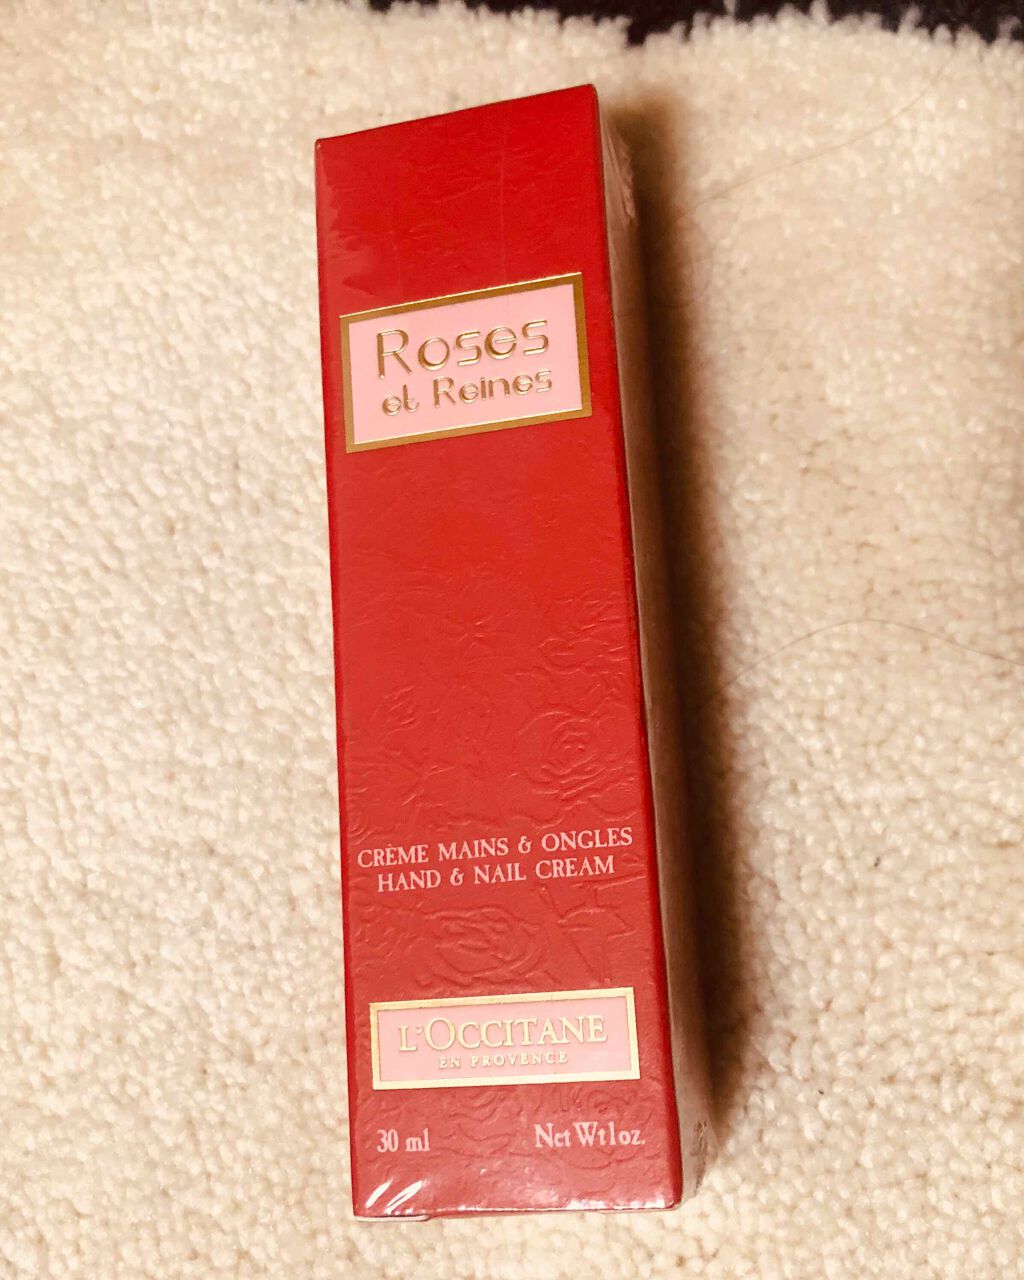 Roses
et Reines
CRÈME MAINS & ONGLES
HAND & NAIL CREAM
L'OCCITANE
EN PROVENCE
30 ml Net Wt 1 oz.